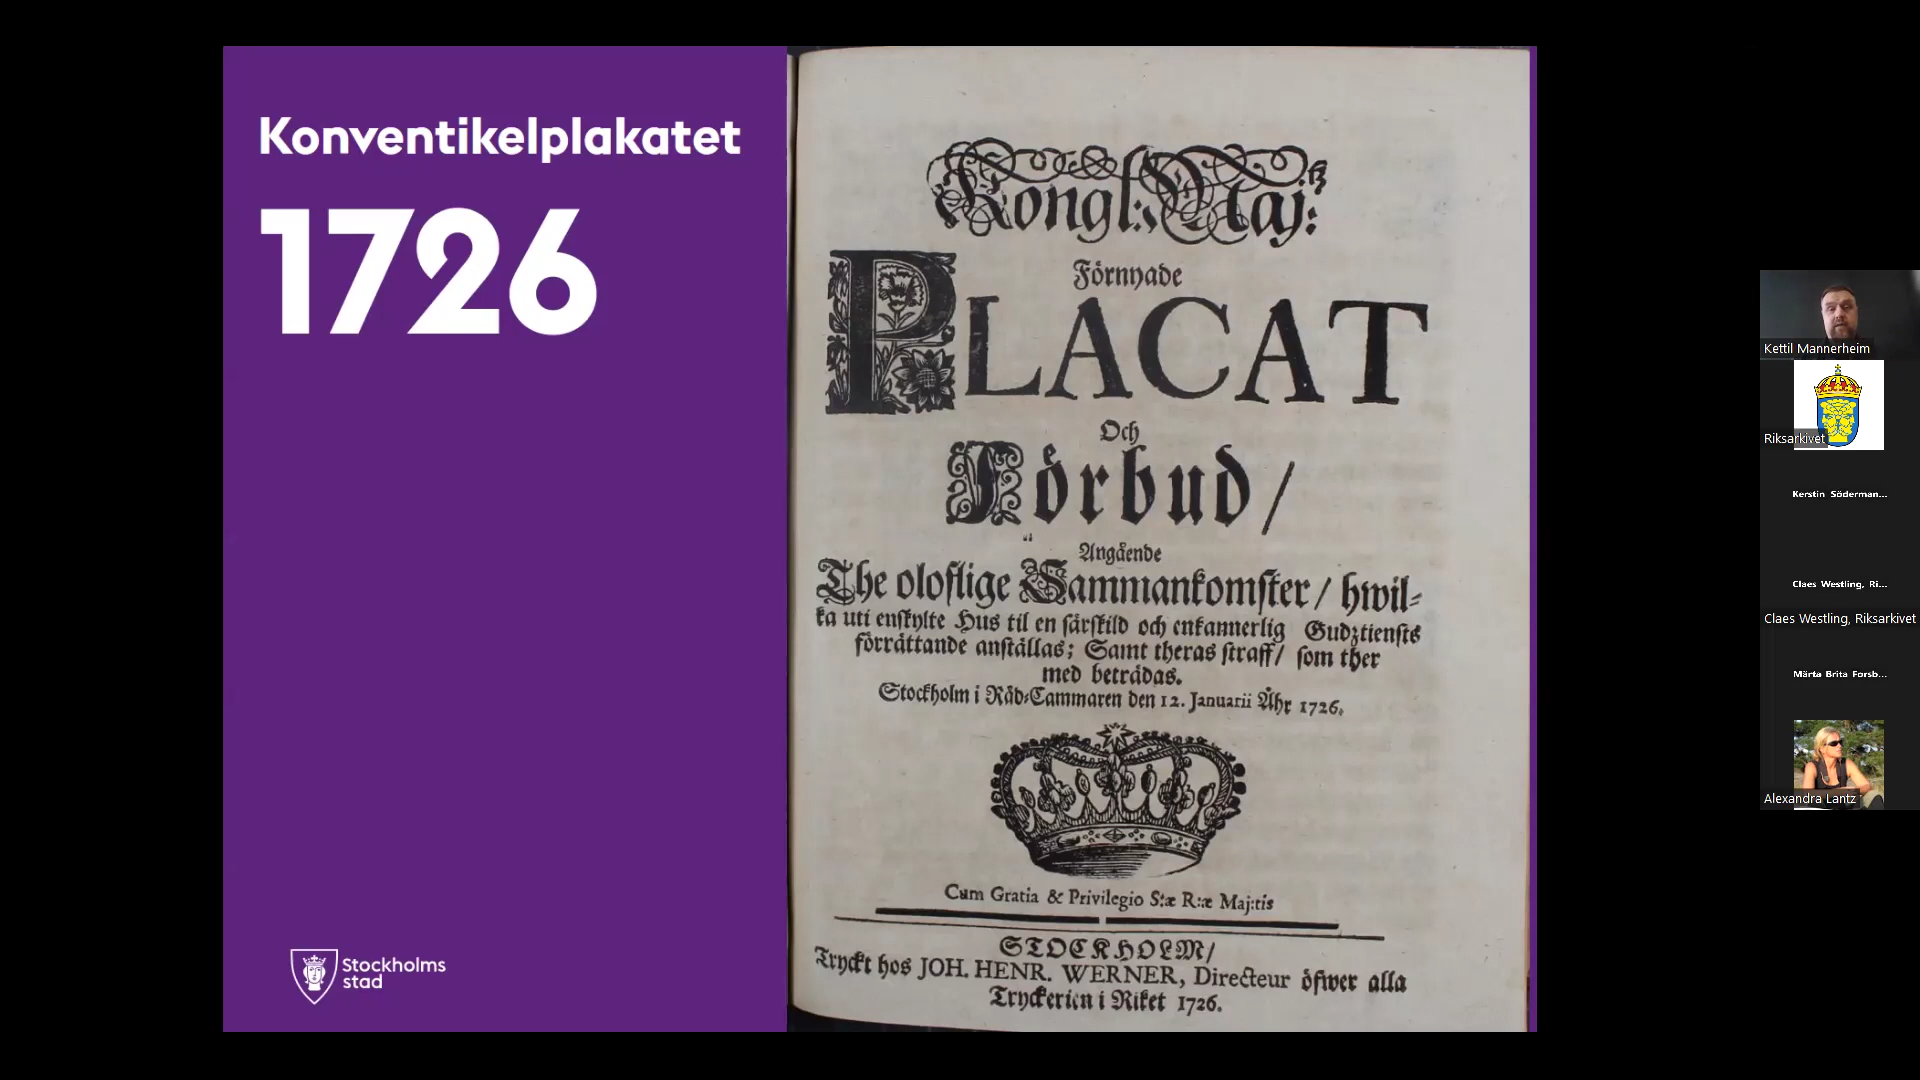 Konventikelplakatet
1726
Stockholms
stad
Kongl: Maj:tz
Förnyade
PLACAT
Och
Förbud/
Angående
The oloflige Sammankomster/ hwil-
ka uti enskylte Hus til en särskild och enkannerlig Gudztiensts
förrättande anställas; Samt theras straff/ som ther
med beträdas.
Stockholm i Råd-Cammaren den 12. Januarii Åhr 1726.
Cum Gratia & Privilegio S:æ R:æ Maj:tis
STOCKHOLM/
Tryckt hos JOH. HENR. WERNER, Directeur öfwer alla
Tryckerien i Riket 1726.
Kettil Mannerheim
Riksarkivet
Kerstin Söderman...
Claes Westling, Ri...
Claes Westling, Riksarkivet
Märta Brita Forsb...
Alexandra Lantz